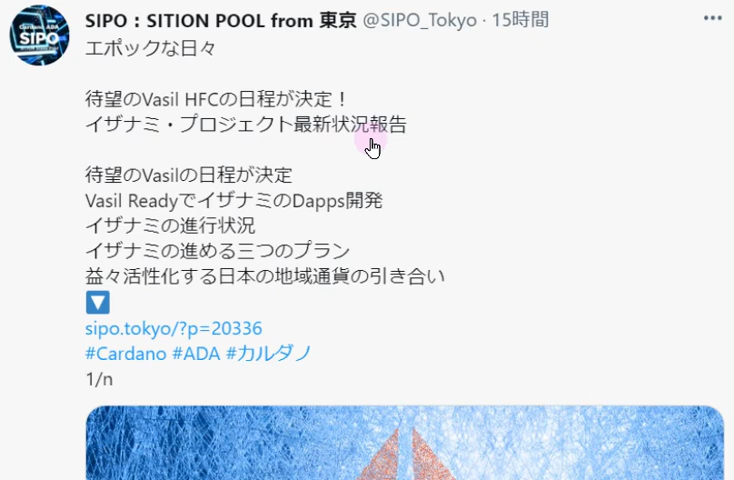 SIPO：SITION POOL from 東京 @SIPO_Tokyo · 15時間
Cardano ADA
SIPO
エポックな日々
待望のVasil HFCの日程が決定！
イザナミ・プロジェクト最新状況報告
待望のVasilの日程が決定
Vasil ReadyでイザナミのDapps開発
イザナミの進行状況
イザナミの進める三つのプラン
益々活性化する日本の地域通貨の引き合い
sipo.tokyo/?p=20336
#Cardano #ADA #カルダノ
1/n